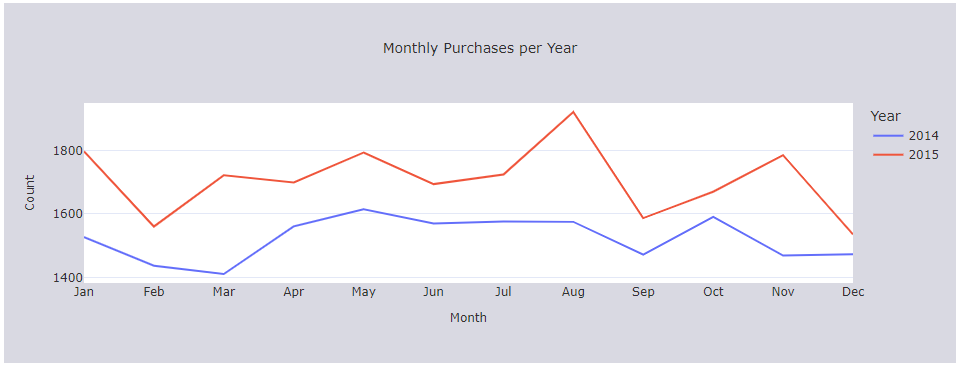 Monthly Purchases per Year
Year
2014
2015
Count
1800
1600
1400
Jan Feb Mar Apr May Jun Jul Aug Sep Oct Nov Dec
Month